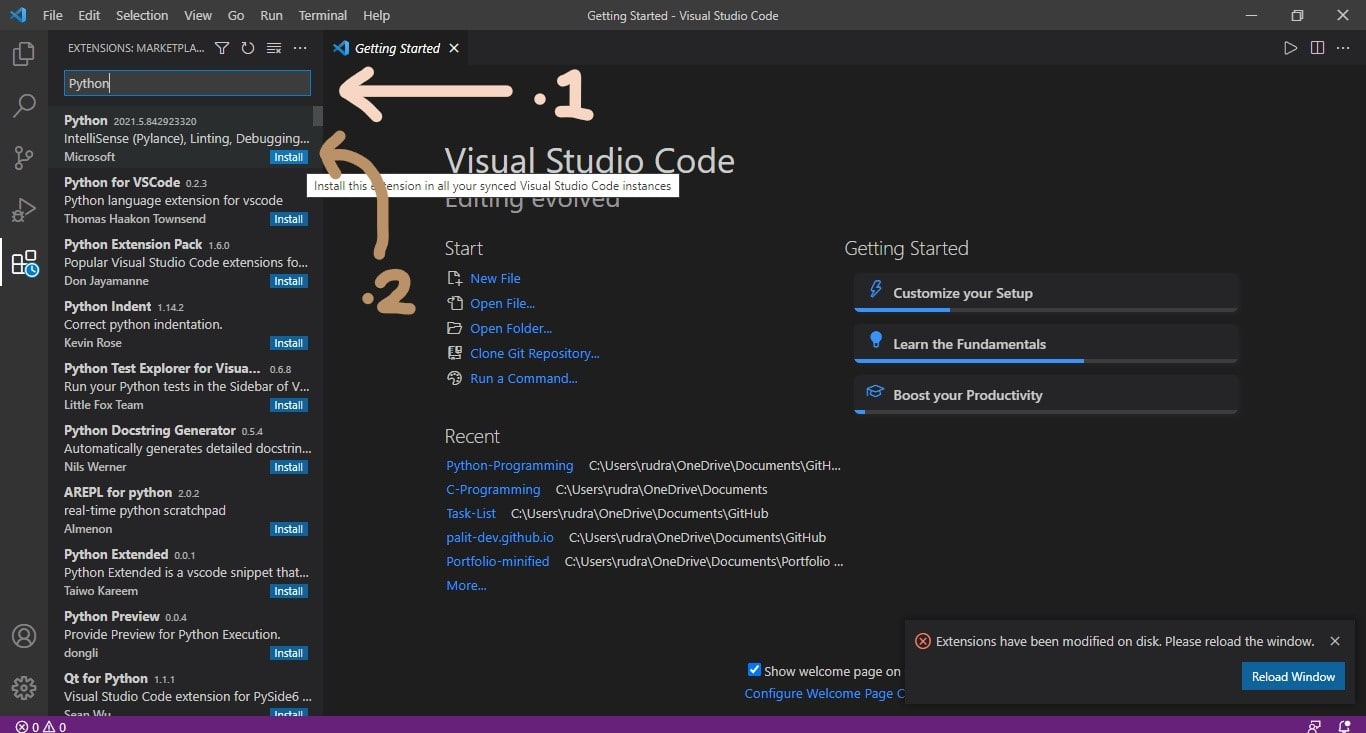 File Edit Selection View Go Run Terminal Help
Getting Started - Visual Studio Code
EXTENSIONS: MARKETPLA...
Python
Python 2021.5.842923320
IntelliSense (Pylance), Linting, Debugging...
Microsoft Install
Python for VSCode 0.2.3
Python language extension for vscode
Thomas Haakon Townsend Install
Python Extension Pack 1.6.0
Popular Visual Studio Code extensions fo...
Don Jayamanne Install
Python Indent 1.14.2
Correct python indentation.
Kevin Rose Install
Python Test Explorer for Visua... 0.6.8
Run your Python tests in the Sidebar of V...
Little Fox Team Install
Python Docstring Generator 0.5.4
Automatically generates detailed docstrin...
Nils Werner Install
AREPL for python 2.0.2
real-time python scratchpad
Almenon Install
Python Extended 0.0.1
Python Extended is a vscode snippet that...
Taiwo Kareem Install
Python Preview 0.0.4
Provide Preview for Python Execution.
dongli Install
Qt for Python 1.1.1
Visual Studio Code extension for PySide6 ...
Sean Wu Install
Getting Started
.1
.2
Visual Studio Code
Install this extension in all your synced Visual Studio Code instances
Editing evolved
Start
New File
Open File...
Open Folder...
Clone Git Repository...
Run a Command...
Recent
Python-Programming C:\Users\rudra\OneDrive\Documents\GitH...
C-Programming C:\Users\rudra\OneDrive\Documents
Task-List C:\Users\rudra\OneDrive\Documents\GitHub
palit-dev.github.io C:\Users\rudra\OneDrive\Documents\GitHub
Portfolio-minified C:\Users\rudra\OneDrive\Documents\Portfolio ...
More...
Getting Started
Customize your Setup
Learn the Fundamentals
Boost your Productivity
Show welcome page on
Configure Welcome Page C
Extensions have been modified on disk. Please reload the window.
Reload Window
0 0